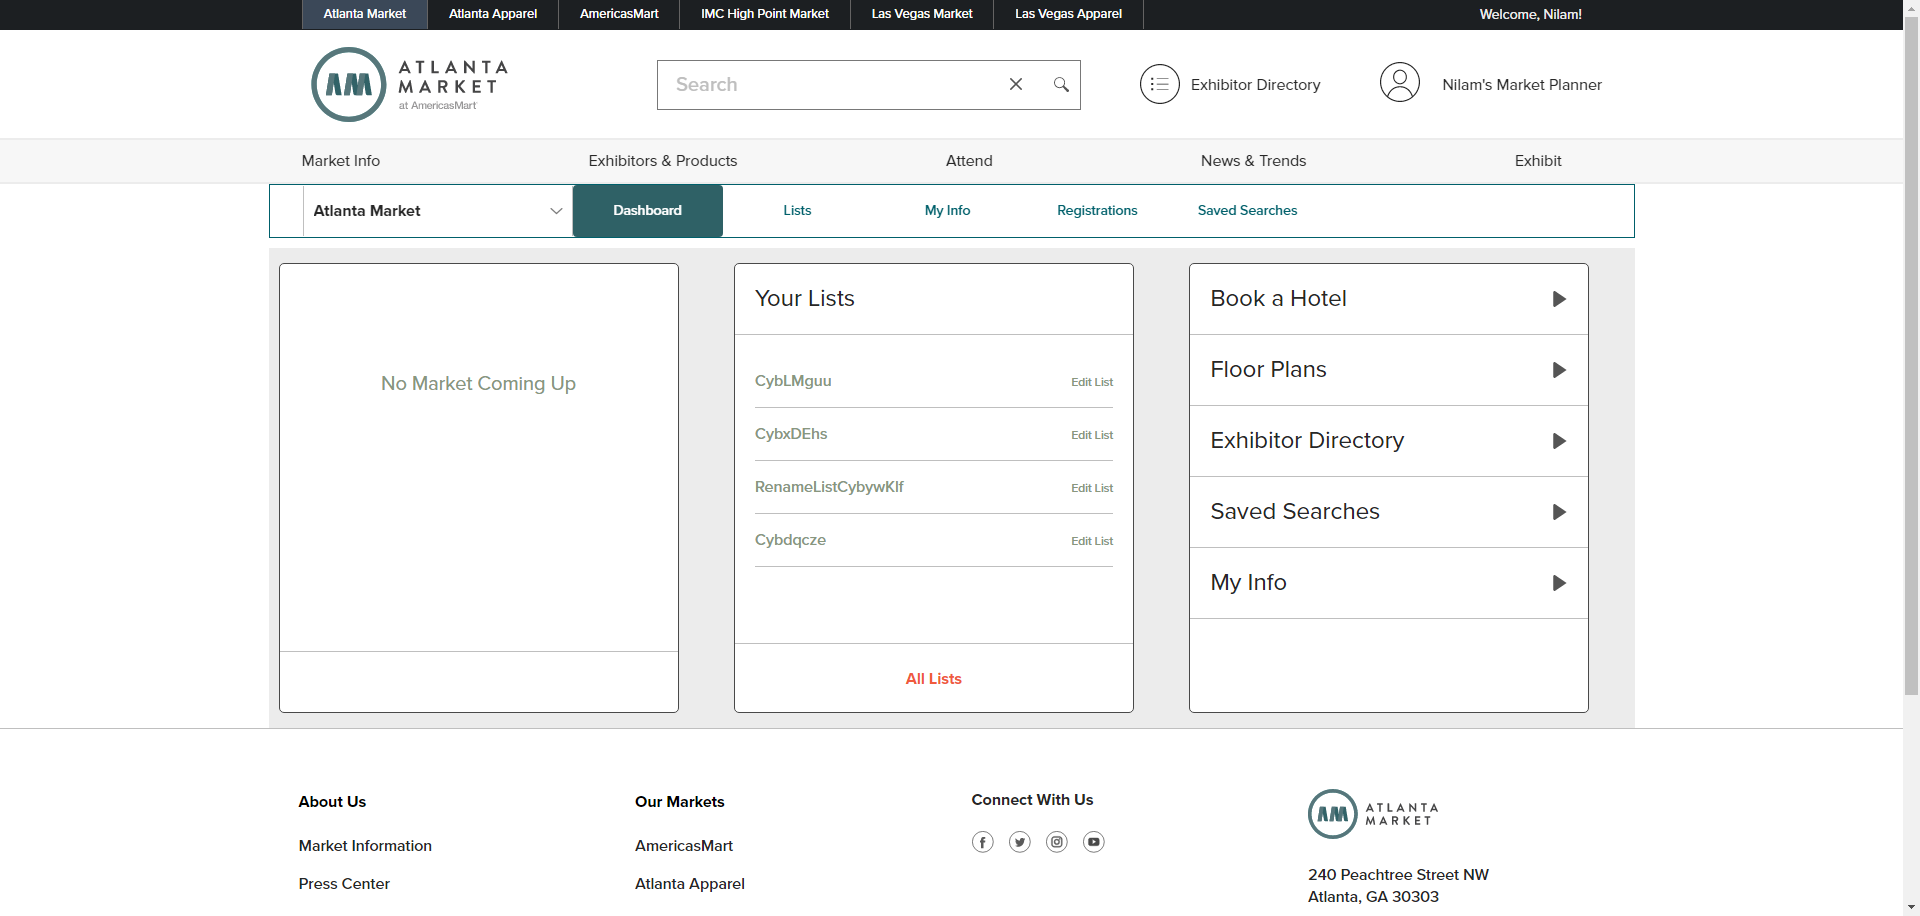 Atlanta Market Atlanta Apparel AmericasMart IMC High Point Market Las Vegas Market Las Vegas Apparel Welcome, Nilam!
AM ATLANTA
MARKET
at AmericasMart
Search
Exhibitor Directory
Nilam's Market Planner
Market Info Exhibitors & Products Attend News & Trends Exhibit
Atlanta Market Dashboard Lists My Info Registrations Saved Searches
No Market Coming Up
Your Lists
CybLMguu Edit List
CybxDEhs Edit List
RenameListCybywKlf Edit List
Cybdqcze Edit List
All Lists
Book a Hotel
Floor Plans
Exhibitor Directory
Saved Searches
My Info
About Us
Market Information
Press Center
Our Markets
AmericasMart
Atlanta Apparel
Connect With Us
AM ATLANTA
MARKET
240 Peachtree Street NW
Atlanta, GA 30303